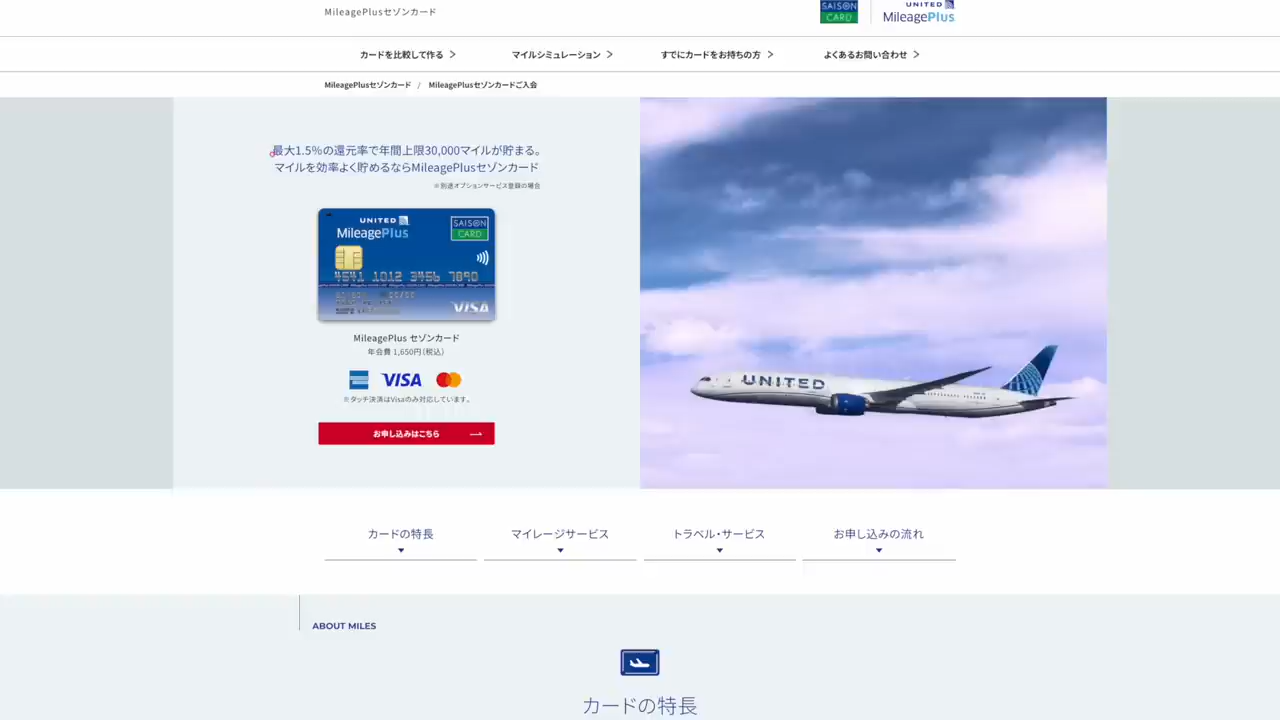 MileagePlusセゾンカード
SAISON CARD
UNITED MileagePlus
カードを比較して作る
マイルシミュレーション
すでにカードをお持ちの方
よくあるお問い合わせ
MileagePlusセゾンカード / MileagePlusセゾンカードご入会
最大1.5%の還元率で年間上限30,000マイルが貯まる。
マイルを効率よく貯めるならMileagePlusセゾンカード
※別途オプションサービス登録の場合
UNITED
MileagePlus
SAISON CARD
4541 1012 3456 7890
VISA
MileagePlus セゾンカード
年会費 1,650円(税込)
VISA
※タッチ決済はVisaのみ対応しています。
お申し込みはこちら
UNITED
カードの特長
マイレージサービス
トラベル・サービス
お申し込みの流れ
ABOUT MILES
カードの特長